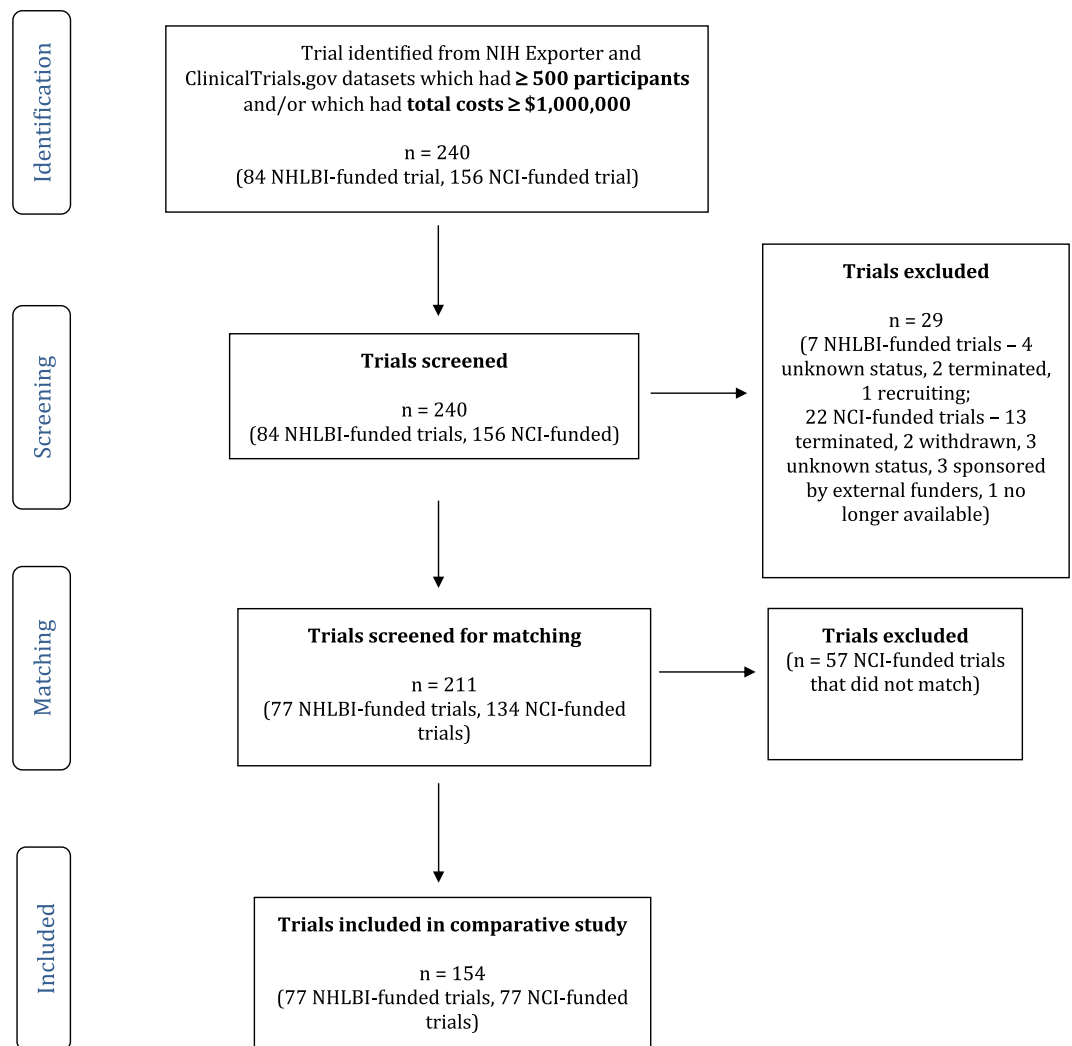 Identification
Trial identified from NIH Exporter and
ClinicalTrials.gov datasets which had ≥ 500 participants
and/or which had total costs ≥ $1,000,000
n = 240
(84 NHLBI-funded trial, 156 NCI-funded trial)
Screening
Trials screened
n = 240
(84 NHLBI-funded trials, 156 NCI-funded)
Trials excluded
n = 29
(7 NHLBI-funded trials – 4
unknown status, 2 terminated,
1 recruiting;
22 NCI-funded trials – 13
terminated, 2 withdrawn, 3
unknown status, 3 sponsored
by external funders, 1 no
longer available)
Matching
Trials screened for matching
n = 211
(77 NHLBI-funded trials, 134 NCI-funded
trials)
Trials excluded
(n = 57 NCI-funded trials
that did not match)
Included
Trials included in comparative study
n = 154
(77 NHLBI-funded trials, 77 NCI-funded
trials)